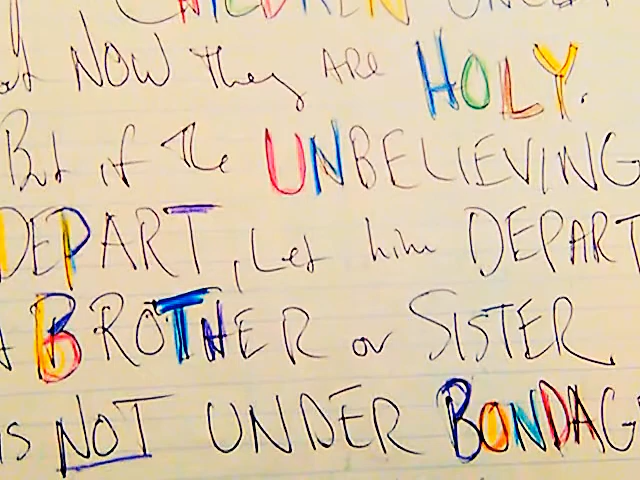 CHILDREN
NOW they ARE HOLY.
But if the UNBELIEVING
DEPART, Let him DEPART
A BROTHER or SISTER
is NOT UNDER BONDAG